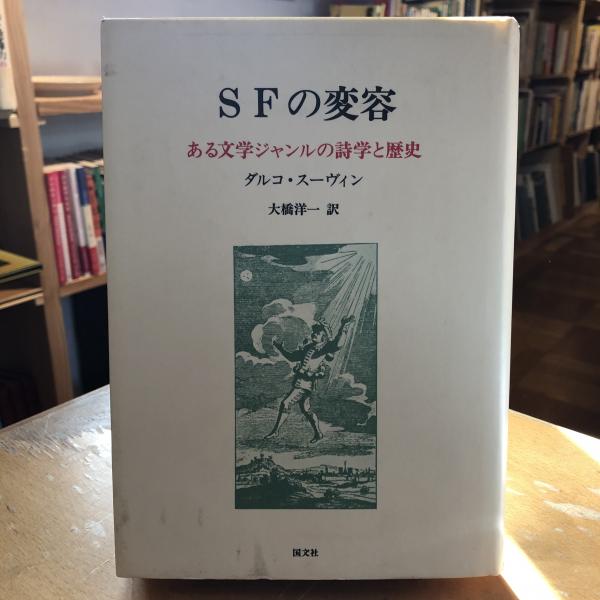 SFの変容
ある文学ジャンルの詩学と歴史
ダルコ・スーヴィン
大橋洋一 訳
国文社